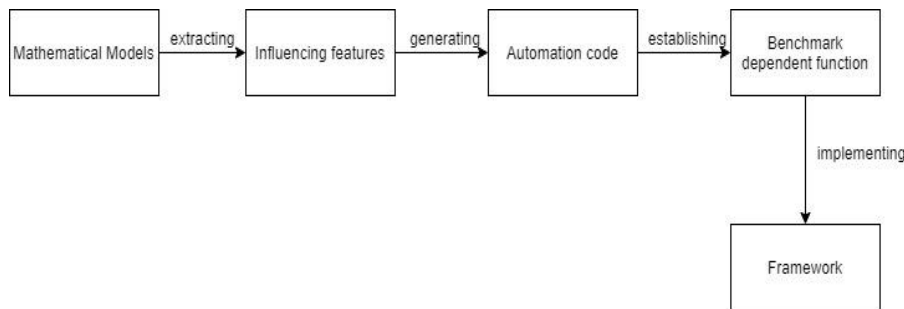 Mathematical Models
extracting
Influencing features
generating
Automation code
establishing
Benchmark
dependent function
implementing
Framework